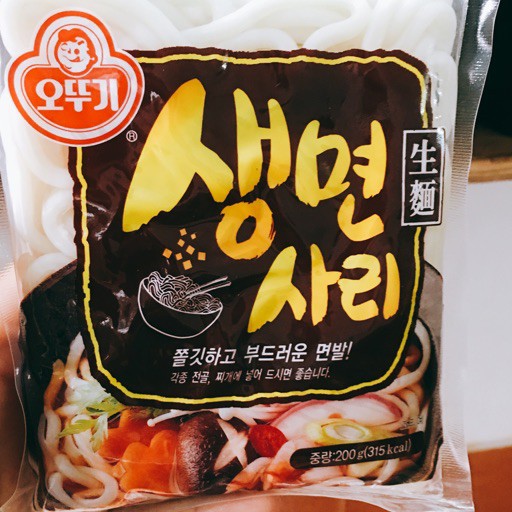 오뚜기
®
생면
生麵
사리
쫄깃하고 부드러운 면발!
각종 전골, 찌개에 넣어 드시면 좋습니다.
중량:200g(315kcal)